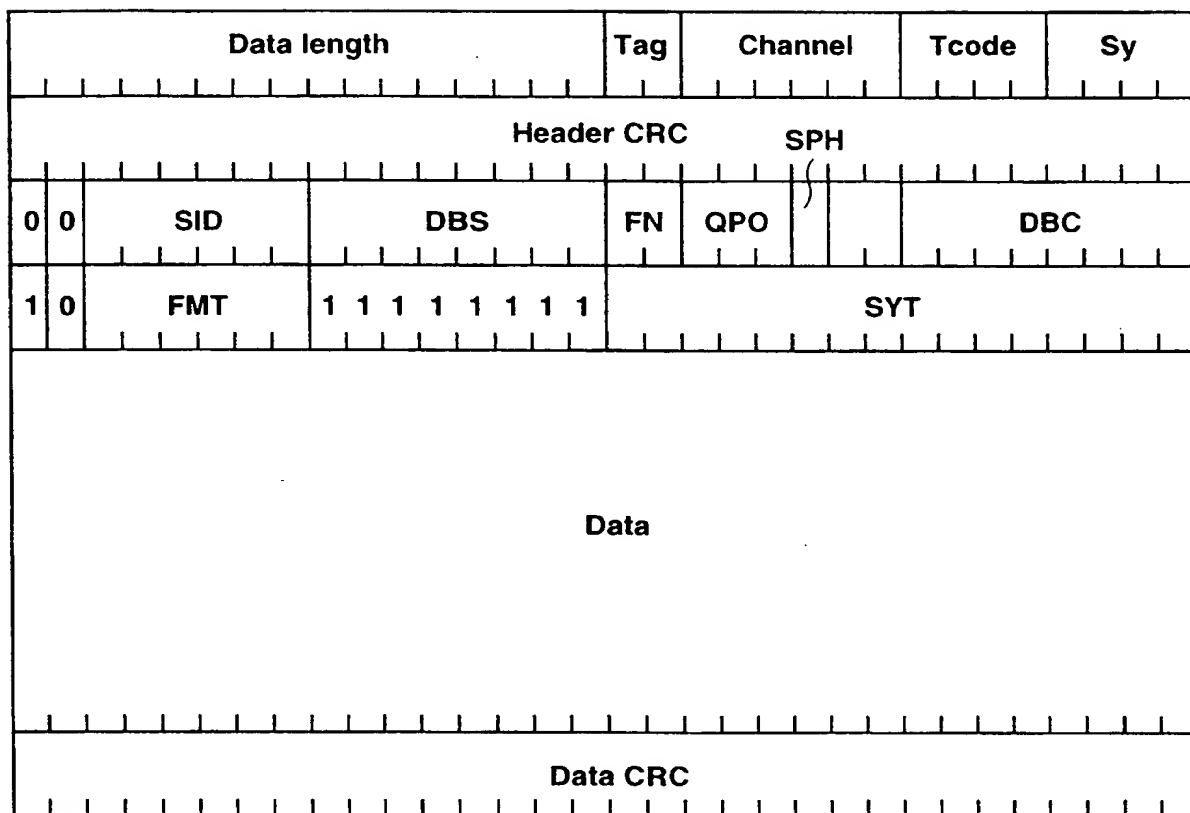 Data length Tag Channel Tcode Sy
Header CRC SPH
0 0 SID DBS FN QPO DBC
1 0 FMT 1 1 1 1 1 1 1 1 SYT
Data
Data CRC